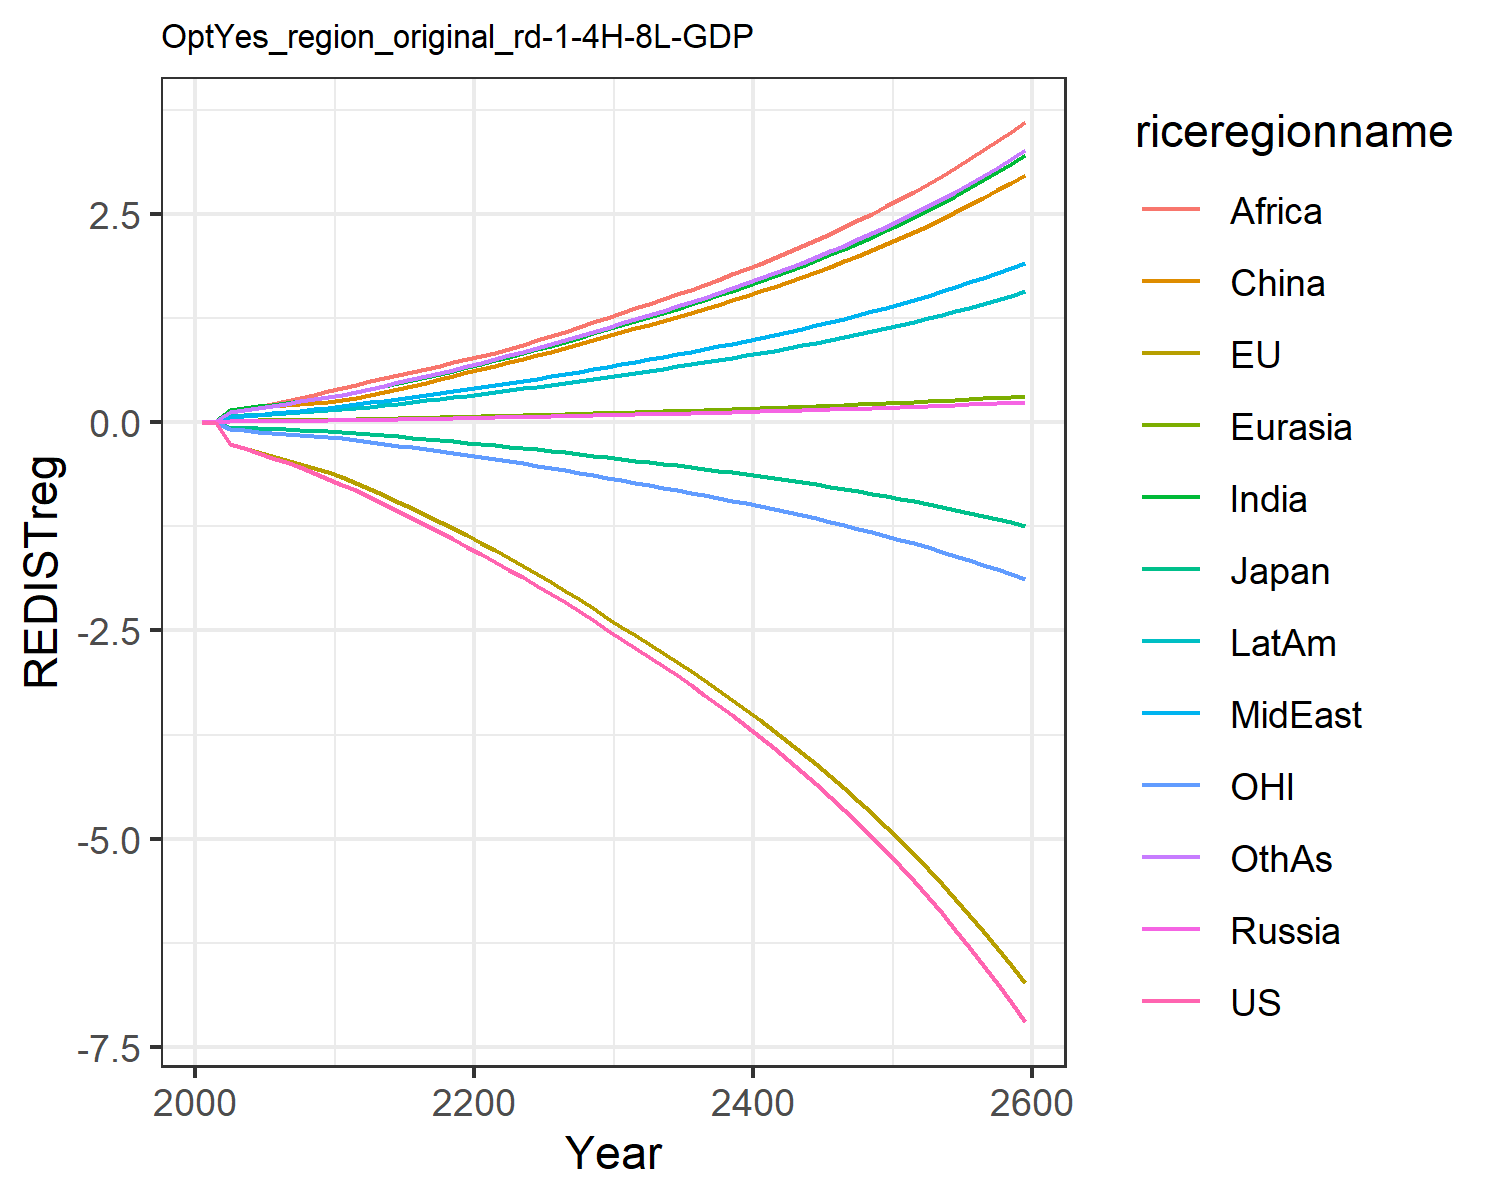 OptYes_region_original_rd-1-4H-8L-GDP
2.5
0.0
-2.5
-5.0
-7.5
REDISTreg
2000 2200 2400 2600
Year
riceregionname
Africa
China
EU
Eurasia
India
Japan
LatAm
MidEast
OHI
OthAs
Russia
US